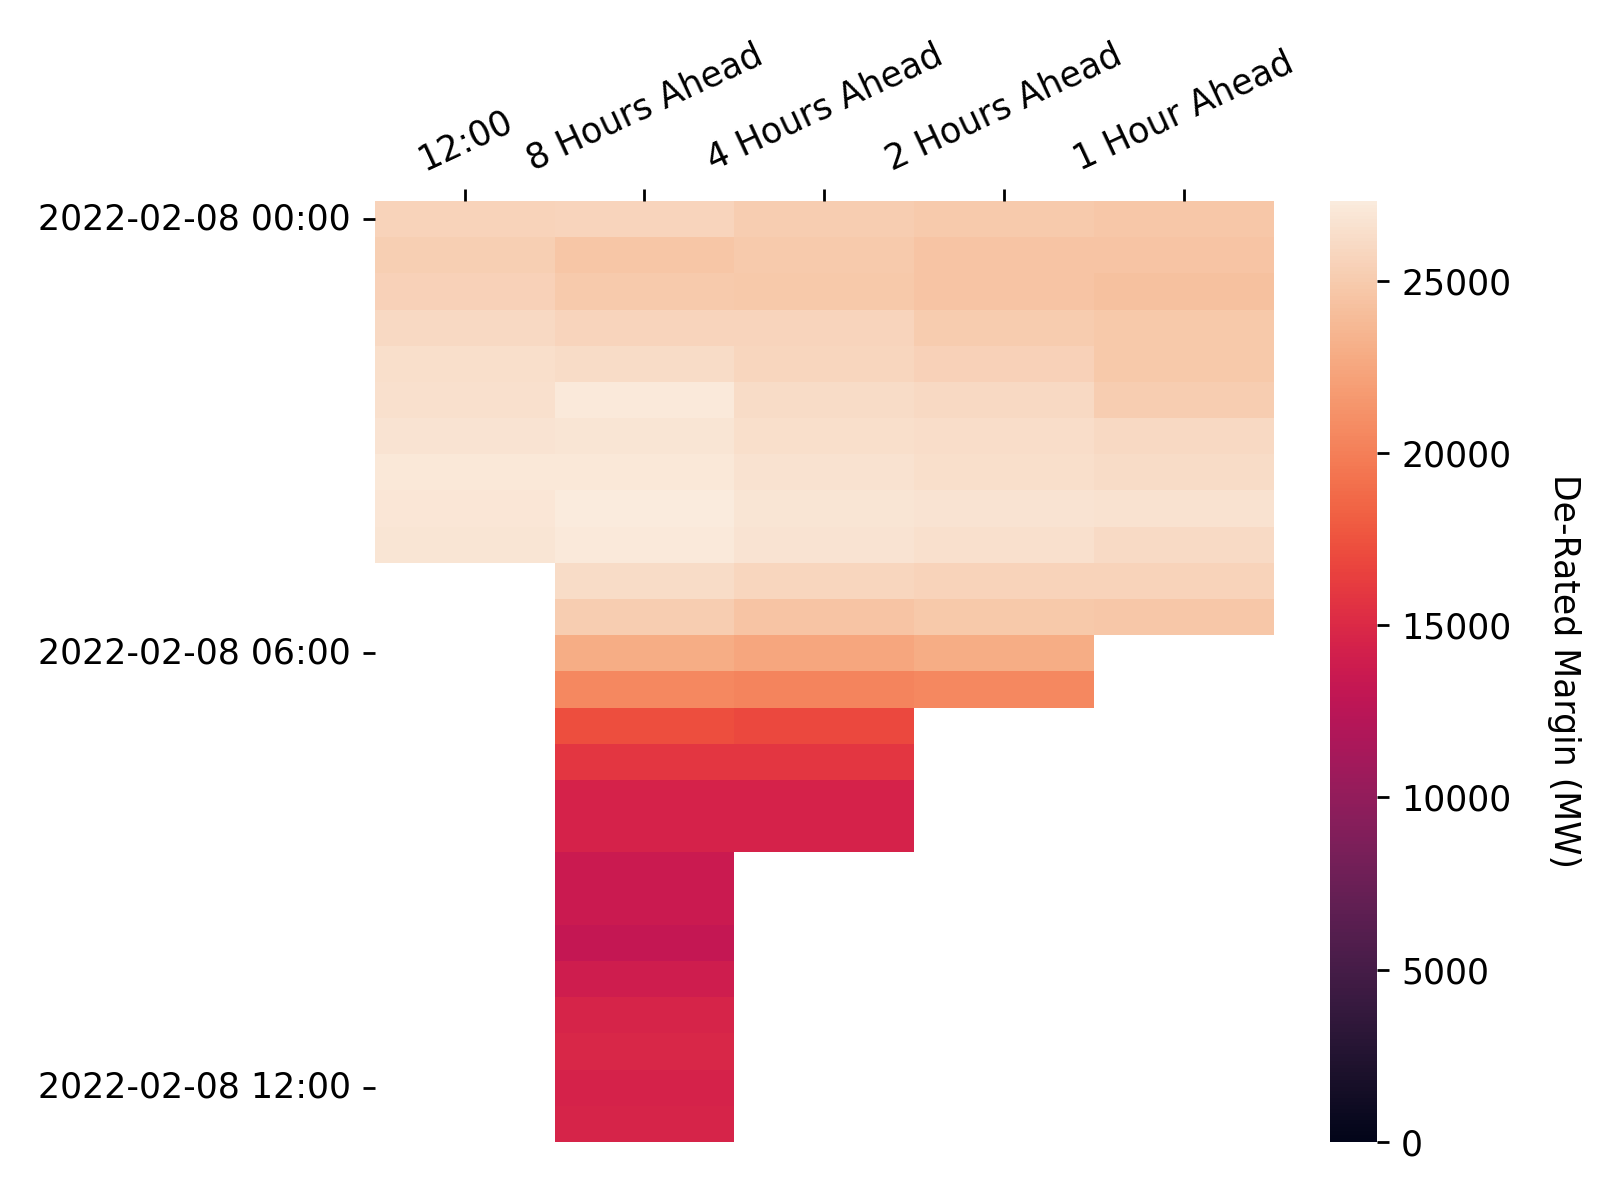 12:00
8 Hours Ahead
4 Hours Ahead
2 Hours Ahead
1 Hour Ahead
2022-02-08 00:00
2022-02-08 06:00
2022-02-08 12:00
25000
20000
15000
10000
5000
0
De-Rated Margin (MW)